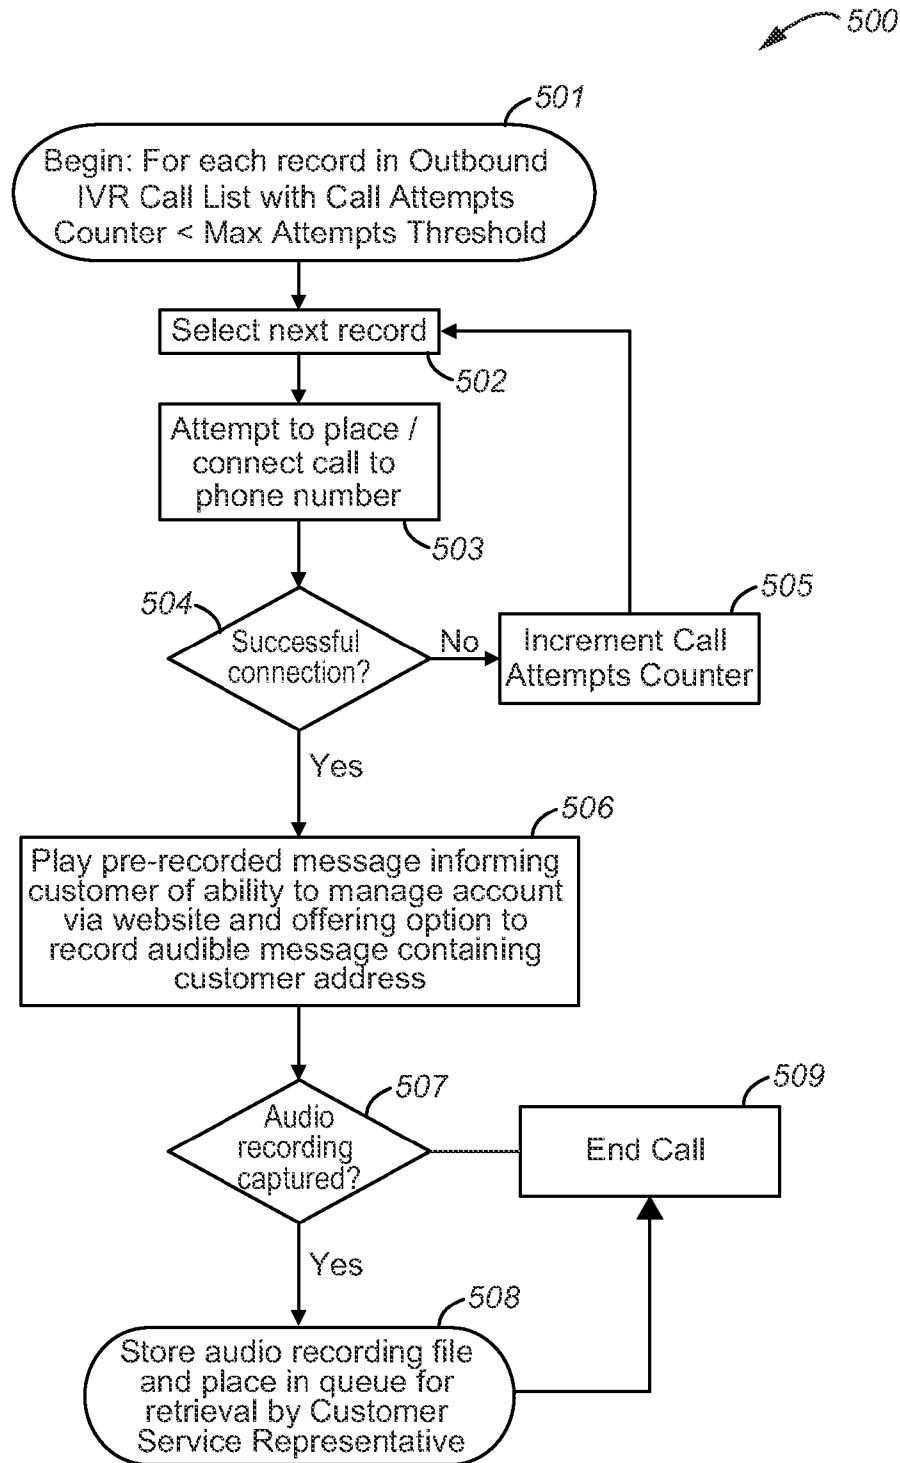 500
501
Begin: For each record in Outbound
IVR Call List with Call Attempts
Counter < Max Attempts Threshold
Select next record
502
Attempt to place /
connect call to
phone number
503
504
Successful
connection?
No
505
Increment Call
Attempts Counter
Yes
506
Play pre-recorded message informing
customer of ability to manage account
via website and offering option to
record audible message containing
customer address
507
Audio
recording
captured?
509
End Call
Yes
508
Store audio recording file
and place in queue for
retrieval by Customer
Service Representative